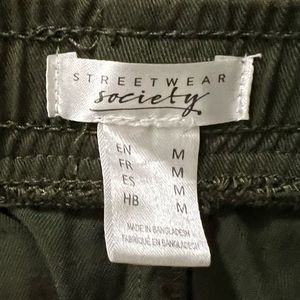 STREETWEAR
society
EN M
FR M
ES M
HB M
MADE IN BANGLADESH
FABRIQUÉ EN BANGLADESH